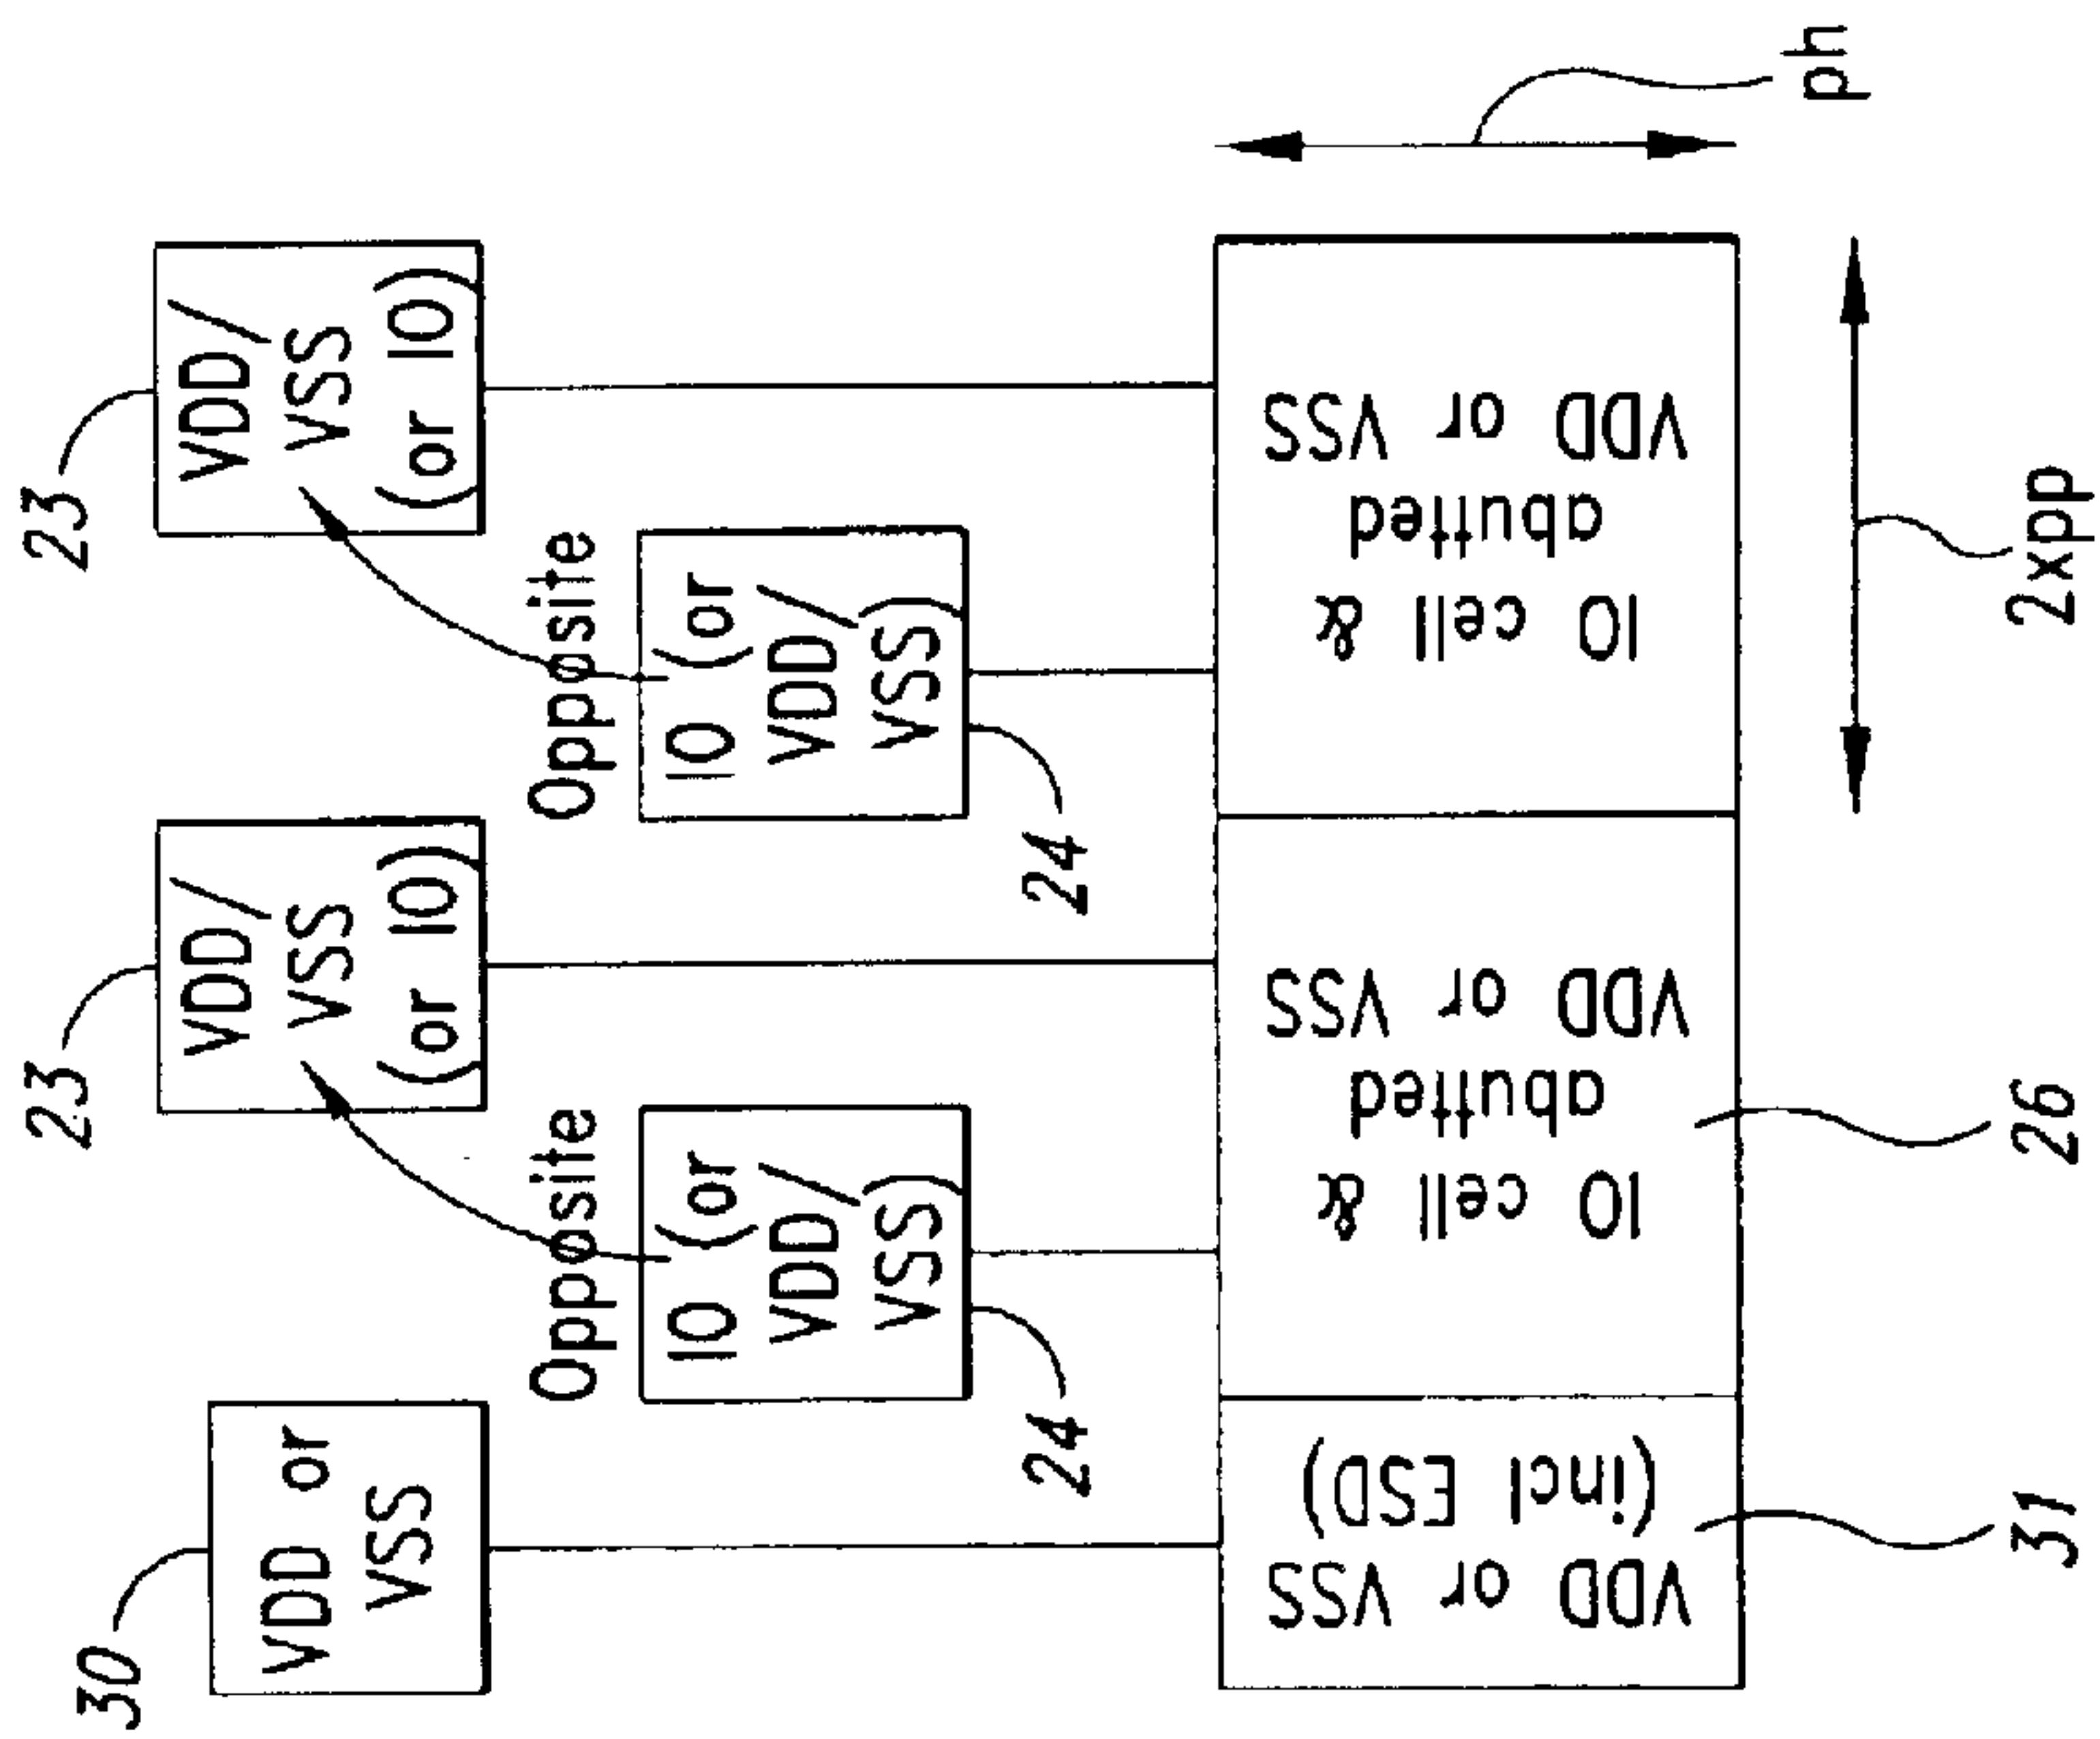 30
VDD or
VSS
23
VDD/
VSS
(or IO)
23
VDD/
VSS
(or IO)
Opposite
IO (or
VDD/
VSS)
24
Opposite
IO (or
VDD/
VSS)
24
VDD or VSS
(incl ESD)
31
IO cell &
abutted
VDD or VSS
26
IO cell &
abutted
VDD or VSS
2xpp
ph